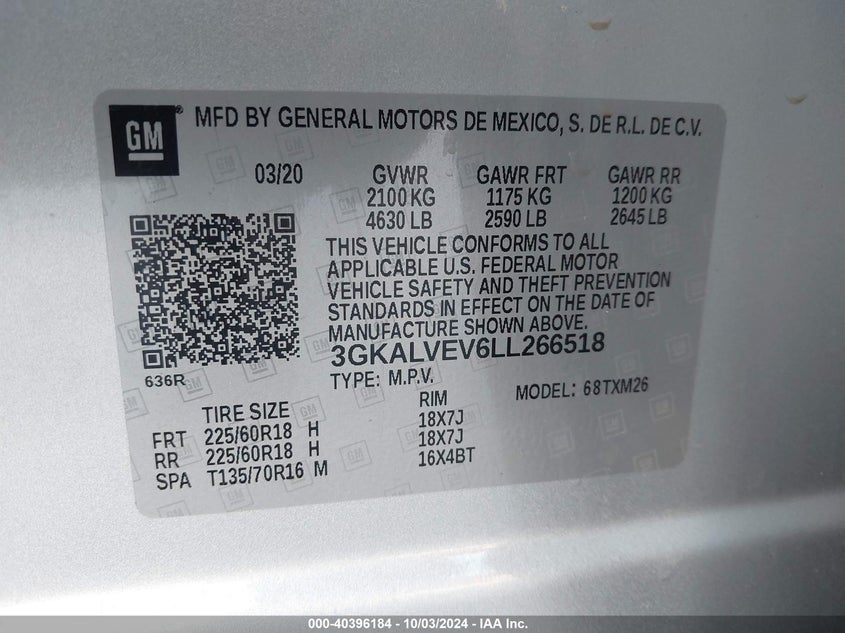 GM® MFD BY GENERAL MOTORS DE MEXICO, S. DE R.L. DE C.V.
03/20 GVWR GAWR FRT GAWR RR
2100 KG 1175 KG 1200 KG
4630 LB 2590 LB 2645 LB
THIS VEHICLE CONFORMS TO ALL
APPLICABLE U.S. FEDERAL MOTOR
VEHICLE SAFETY AND THEFT PREVENTION
STANDARDS IN EFFECT ON THE DATE OF
MANUFACTURE SHOWN ABOVE.
3GKALVEV6LL266518
636R
TYPE: M.P.V. MODEL: 68TXM26
TIRE SIZE RIM
FRT 225/60R18 H 18X7J
RR 225/60R18 H 18X7J
SPA T135/70R16 M 16X4BT
000-40396184 - 10/03/2024 - IAA Inc.